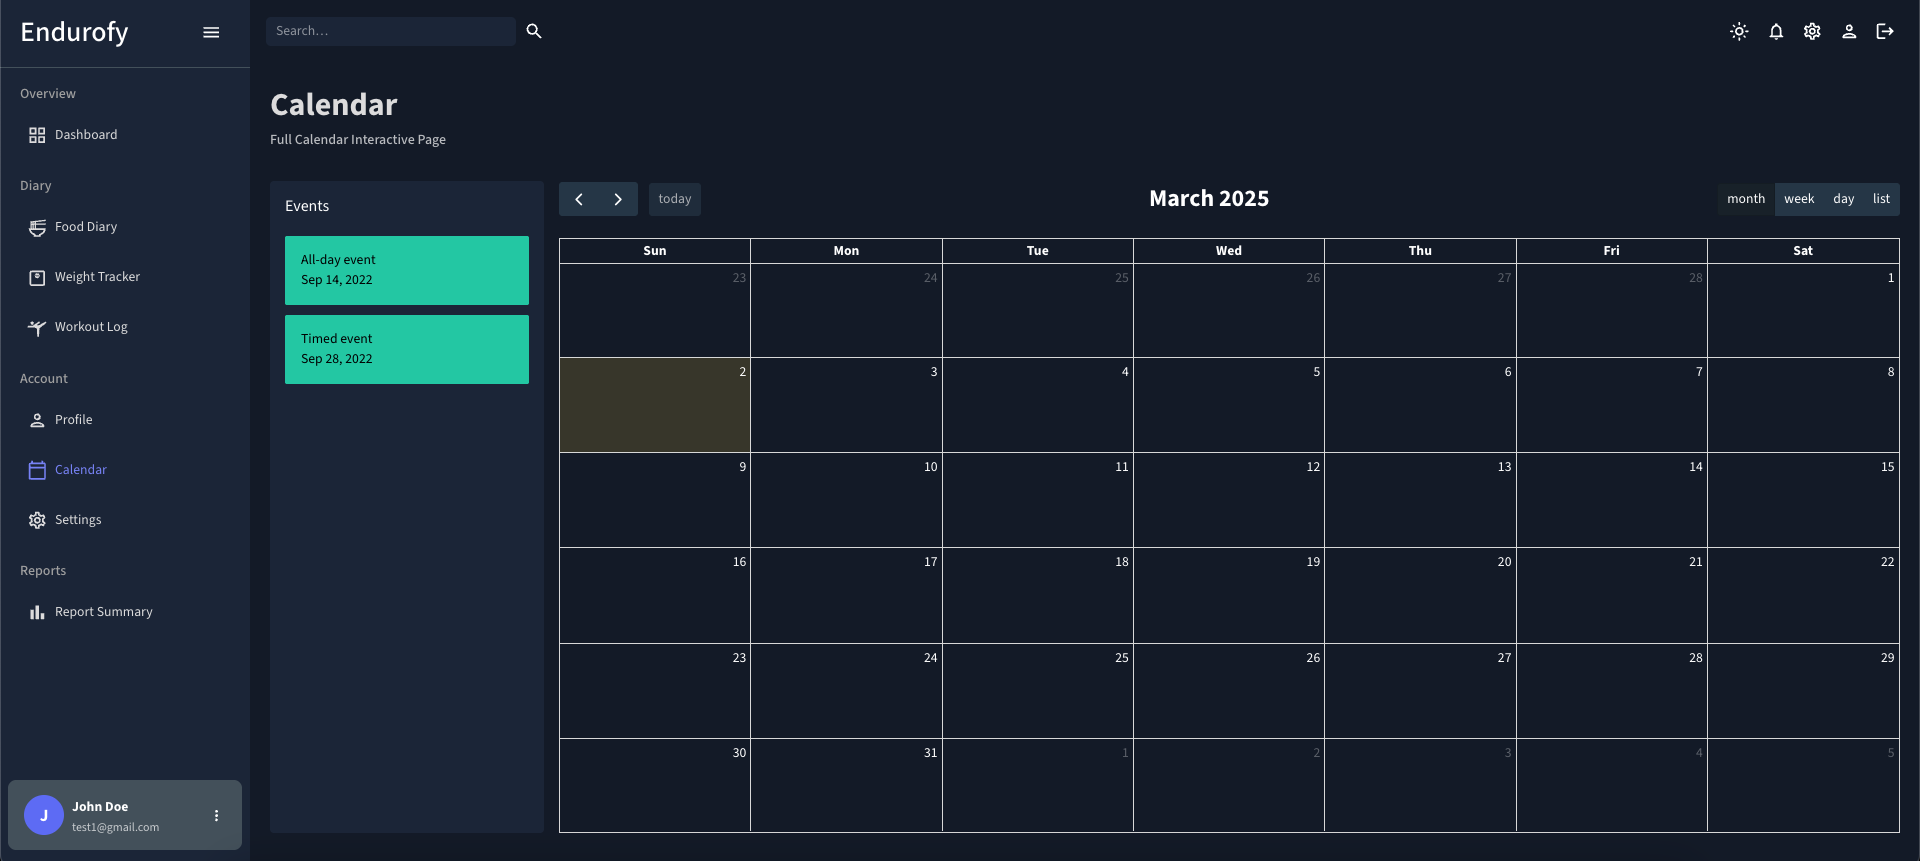 Endurofy
Search...
Overview
Dashboard
Diary
Food Diary
Weight Tracker
Workout Log
Account
Profile
Calendar
Settings
Reports
Report Summary
J
John Doe
test1@gmail.com
Calendar
Full Calendar Interactive Page
Events
All-day event
Sep 14, 2022
Timed event
Sep 28, 2022
today
March 2025
month week day list
Sun Mon Tue Wed Thu Fri Sat
23 24 25 26 27 28 1
2 3 4 5 6 7 8
9 10 11 12 13 14 15
16 17 18 19 20 21 22
23 24 25 26 27 28 29
30 31 1 2 3 4 5